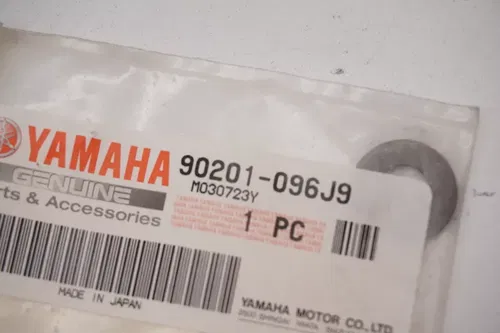 YAMAHA
GENUINE
Parts & Accessories
90201-096J9
M030723Y
1 PC
MADE IN JAPAN
YAMAHA MOTOR CO., LTD.